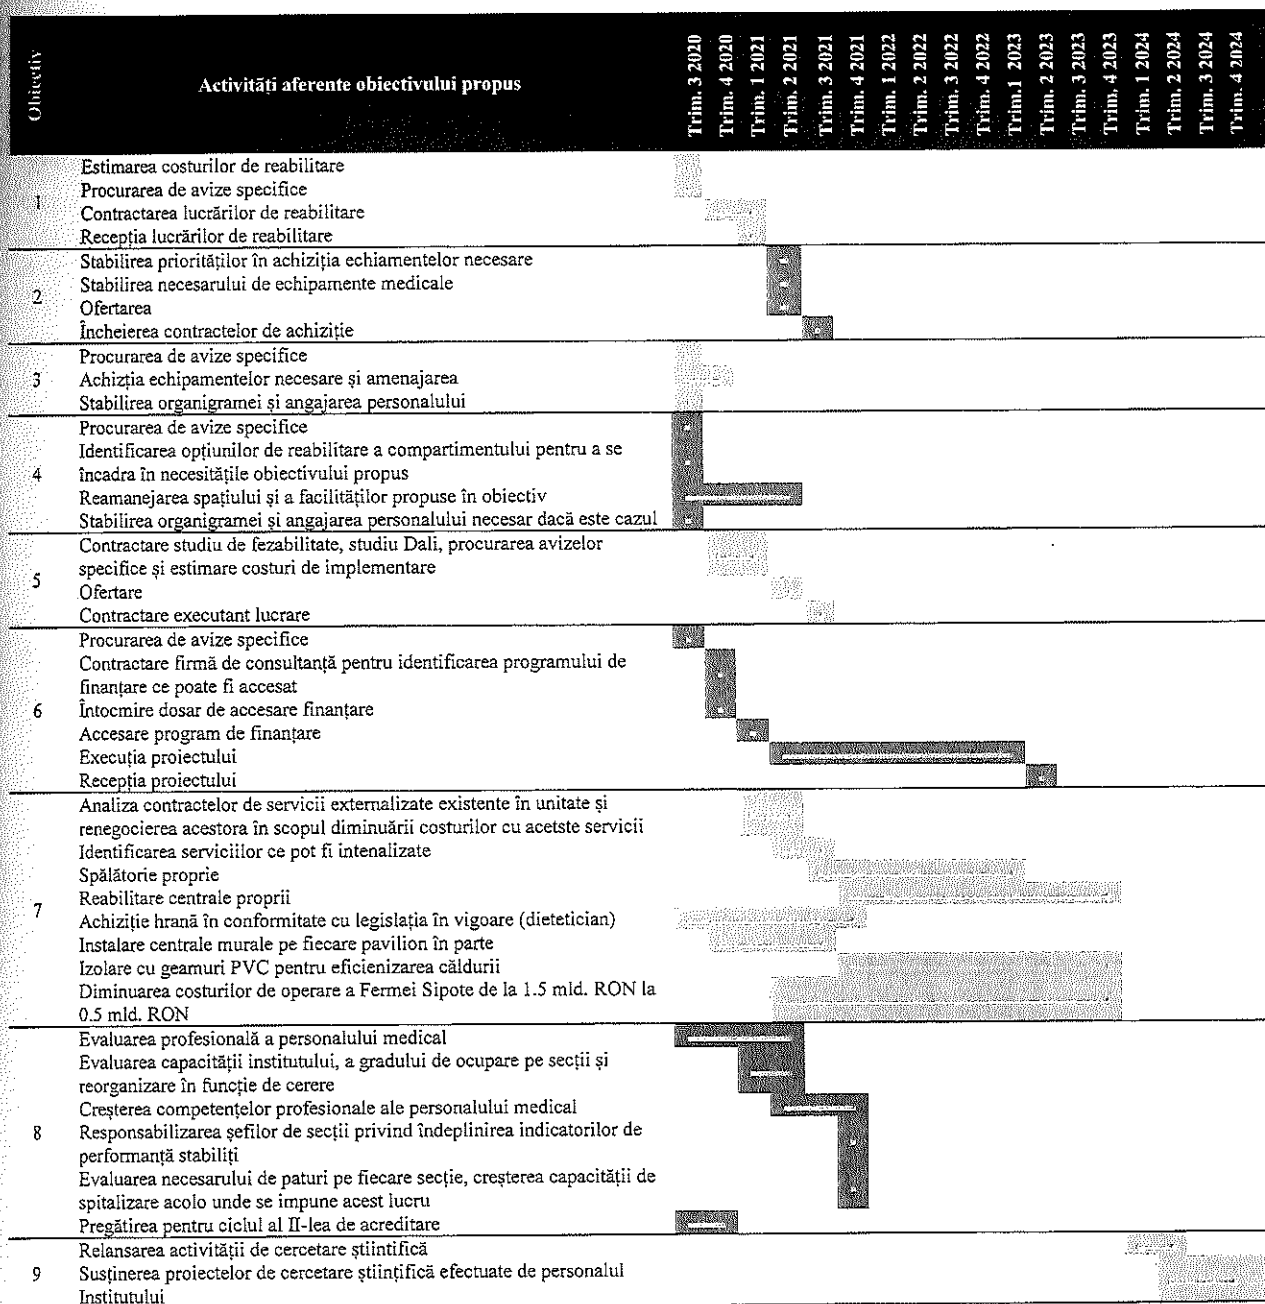 Obiectiv
Activități aferente obiectivului propus
Trim. 3 2020
Trim. 4 2020
Trim. 1 2021
Trim. 2 2021
Trim. 3 2021
Trim. 4 2021
Trim. 1 2022
Trim. 2 2022
Trim. 3 2022
Trim. 4 2022
Trim.1 2023
Trim. 2 2023
Trim. 3 2023
Trim. 4 2023
Trim. 1 2024
Trim. 2 2024
Trim. 3 2024
Trim. 4 2024
1
Estimarea costurilor de reabilitare
Procurarea de avize specifice
Contractarea lucrărilor de reabilitare
Recepția lucrărilor de reabilitare
2
Stabilirea priorităților în achiziția echiamentelor necesare
Stabilirea necesarului de echipamente medicale
Ofertarea
Încheierea contractelor de achiziție
3
Procurarea de avize specifice
Achizția echipamentelor necesare și amenajarea
Stabilirea organigramei și angajarea personalului
4
Procurarea de avize specifice
Identificarea opțiunilor de reabilitare a compartimentului pentru a se
încadra în necesitățile obiectivului propus
Reamanejarea spațiului și a facilităților propuse în obiectiv
Stabilirea organigramei și angajarea personalului necesar dacă este cazul
5
Contractare studiu de fezabilitate, studiu Dali, procurarea avizelor
specifice și estimare costuri de implementare
Ofertare
Contractare executant lucrare
6
Procurarea de avize specifice
Contractare firmă de consultanță pentru identificarea programului de
finanțare ce poate fi accesat
Întocmire dosar de accesare finanțare
Accesare program de finanțare
Execuția proiectului
Recepția proiectului
7
Analiza contractelor de servicii externalizate existente în unitate și
renegocierea acestora în scopul diminuării costurilor cu acetste servicii
Identificarea serviciilor ce pot fi intenalizate
Spălătorie proprie
Reabilitare centrale proprii
Achiziție hrană în conformitate cu legislația în vigoare (dietetician)
Instalare centrale murale pe fiecare pavilion în parte
Izolare cu geamuri PVC pentru eficienizarea căldurii
Diminuarea costurilor de operare a Fermei Sipote de la 1.5 mld. RON la
0.5 mld. RON
8
Evaluarea profesională a personalului medical
Evaluarea capacității institutului, a gradului de ocupare pe secții și
reorganizare în funcție de cerere
Creșterea competențelor profesionale ale personalului medical
Responsabilizarea șefilor de secții privind îndeplinirea indicatorilor de
performanță stabiliți
Evaluarea necesarului de paturi pe fiecare secție, creșterea capacității de
spitalizare acolo unde se impune acest lucru
Pregătirea pentru ciclul al II-lea de acreditare
9
Relansarea activității de cercetare științifică
Susținerea proiectelor de cercetare științifică efectuate de personalul
Institutului